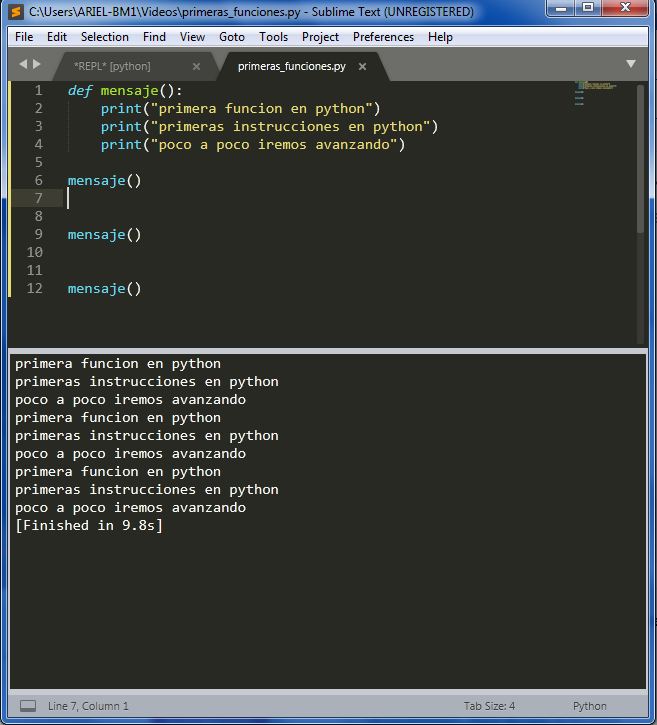 C:\Users\ARIEL-BM1\Videos\primeras_funciones.py - Sublime Text (UNREGISTERED)
File Edit Selection Find View Goto Tools Project Preferences Help
*REPL* [python] primeras_funciones.py
1 def mensaje():
2 print("primera funcion en python")
3 print("primeras instrucciones en python")
4 print("poco a poco iremos avanzando")
5
6 mensaje()
7
8
9 mensaje()
10
11
12 mensaje()
primera funcion en python
primeras instrucciones en python
poco a poco iremos avanzando
primera funcion en python
primeras instrucciones en python
poco a poco iremos avanzando
primera funcion en python
primeras instrucciones en python
poco a poco iremos avanzando
[Finished in 9.8s]
Line 7, Column 1 Tab Size: 4 Python